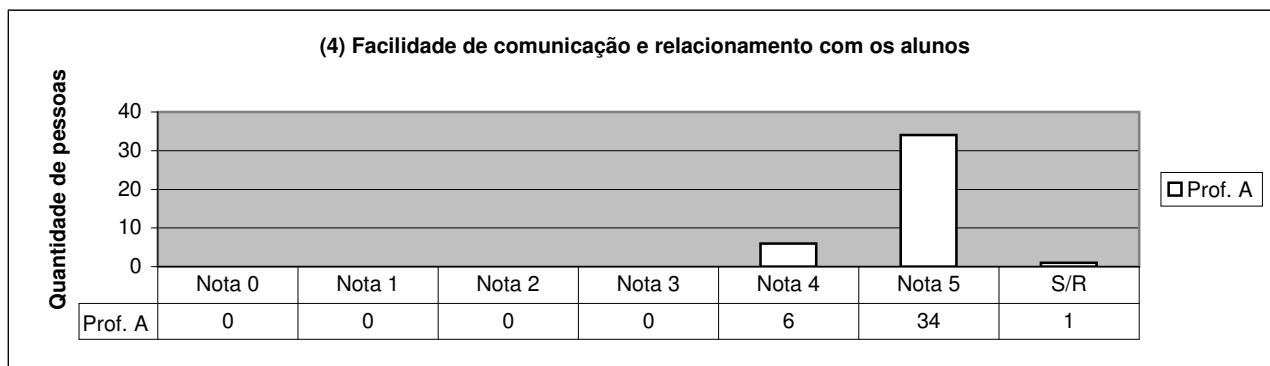 (4) Facilidade de comunicação e relacionamento com os alunos
Quantidade de pessoas
40
30
20
10
0
Nota 0 Nota 1 Nota 2 Nota 3 Nota 4 Nota 5 S/R
Prof. A 0 0 0 0 6 34 1
Prof. A